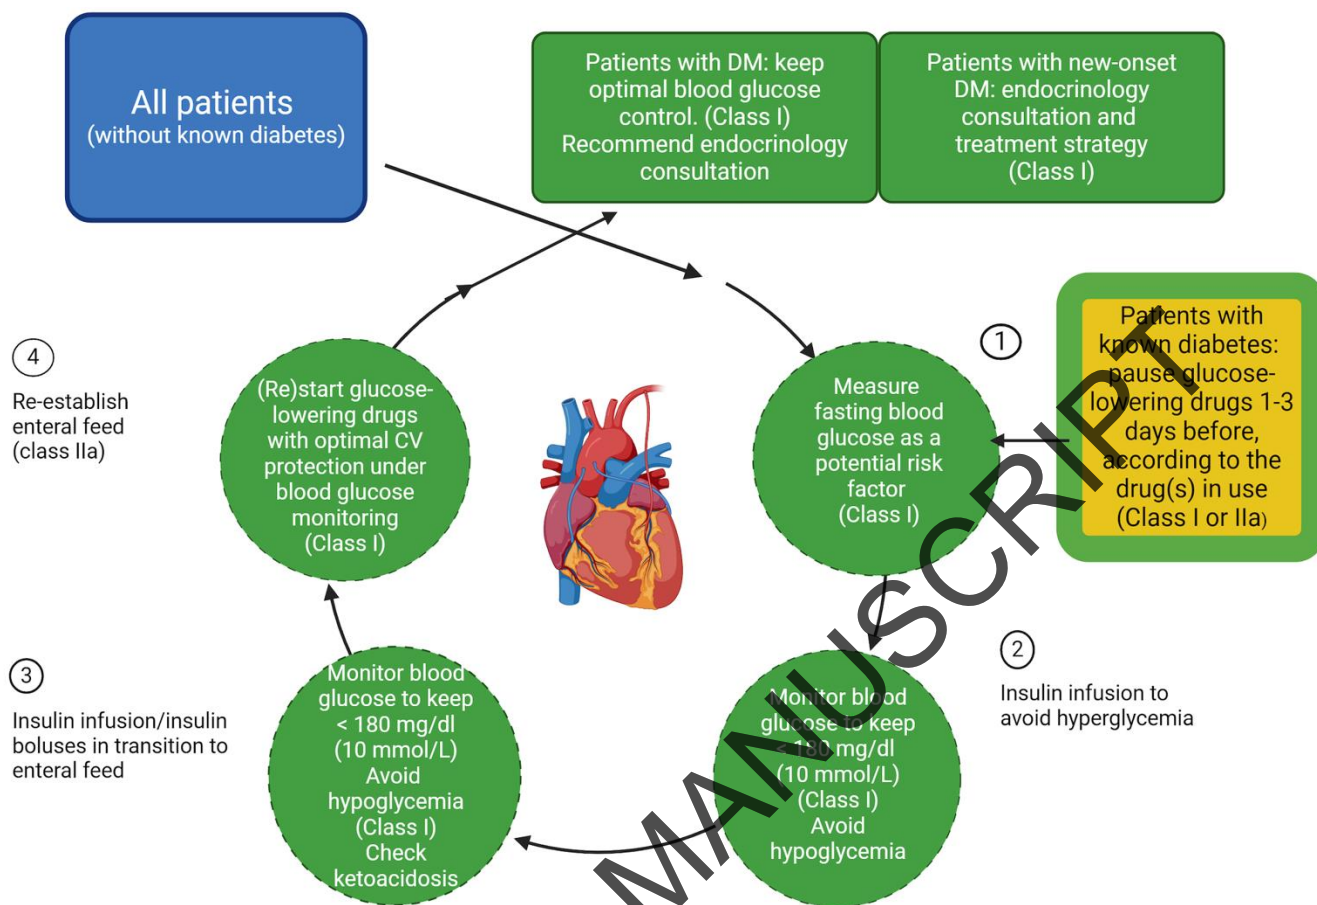 All patients
(without known diabetes)
Patients with DM: keep
optimal blood glucose
control. (Class I)
Recommend endocrinology
consultation
Patients with new-onset
DM: endocrinology
consultation and
treatment strategy
(Class I)
1
Patients with
known diabetes:
pause glucose-
lowering drugs 1-3
days before,
according to the
drug(s) in use
(Class I or IIa)
Measure
fasting blood
glucose as a
potential risk
factor
(Class I)
2
Insulin infusion to
avoid hyperglycemia
Monitor blood
glucose to keep
< 180 mg/dl
(10 mmol/L)
(Class I)
Avoid
hypoglycemia
3
Insulin infusion/insulin
boluses in transition to
enteral feed
Monitor blood
glucose to keep
< 180 mg/dl
(10 mmol/L)
Avoid
hypoglycemia
(Class I)
Check
ketoacidosis
4
Re-establish
enteral feed
(class IIa)
(Re)start glucose-
lowering drugs
with optimal CV
protection under
blood glucose
monitoring
(Class I)
MANUSCRIPT